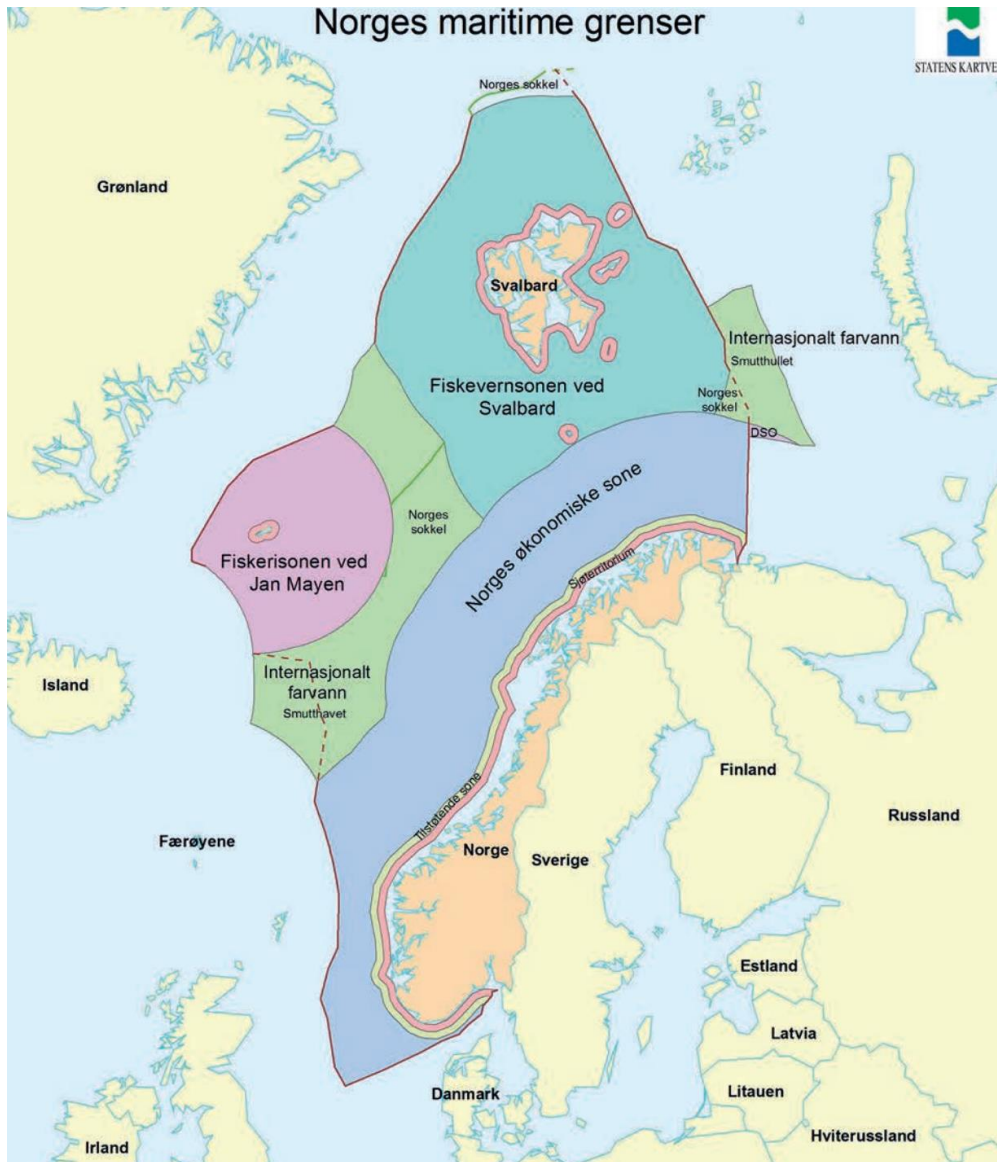 Norges maritime grenser
STATENS KARTVE
Norges sokkel
Grønland
Svalbard
Internasjonalt farvann
Smutthullet
Fiskevernsonen ved
Svalbard
Norges
sokkel
DSO
Norges økonomiske sone
Norges
sokkel
Fiskerisonen ved
Jan Mayen
Sjøterritorium
Internasjonalt
farvann
Smutthavet
Island
Finland
Tilstøtende sone
Russland
Færøyene
Norge
Sverige
Estland
Latvia
Danmark
Litauen
Irland
Hviterussland